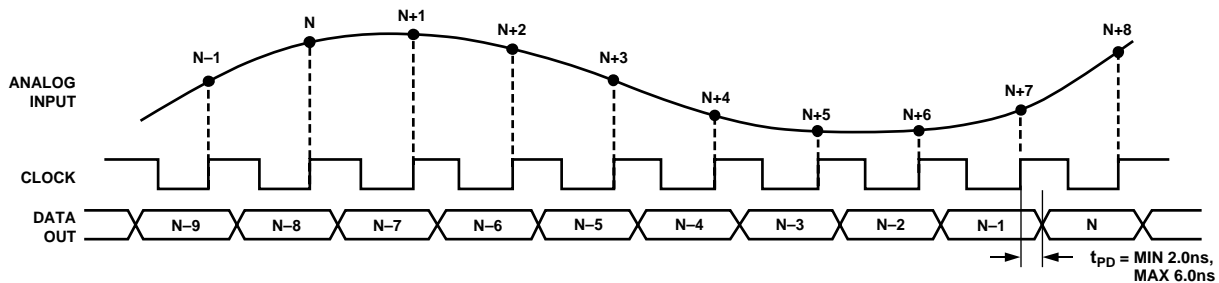 N–1
N
N+1
N+2
N+3
N+4
N+5
N+6
N+7
N+8
ANALOG
INPUT
CLOCK
DATA
OUT
N–9
N–8
N–7
N–6
N–5
N–4
N–3
N–2
N–1
N
tPD = MIN 2.0ns,
MAX 6.0ns